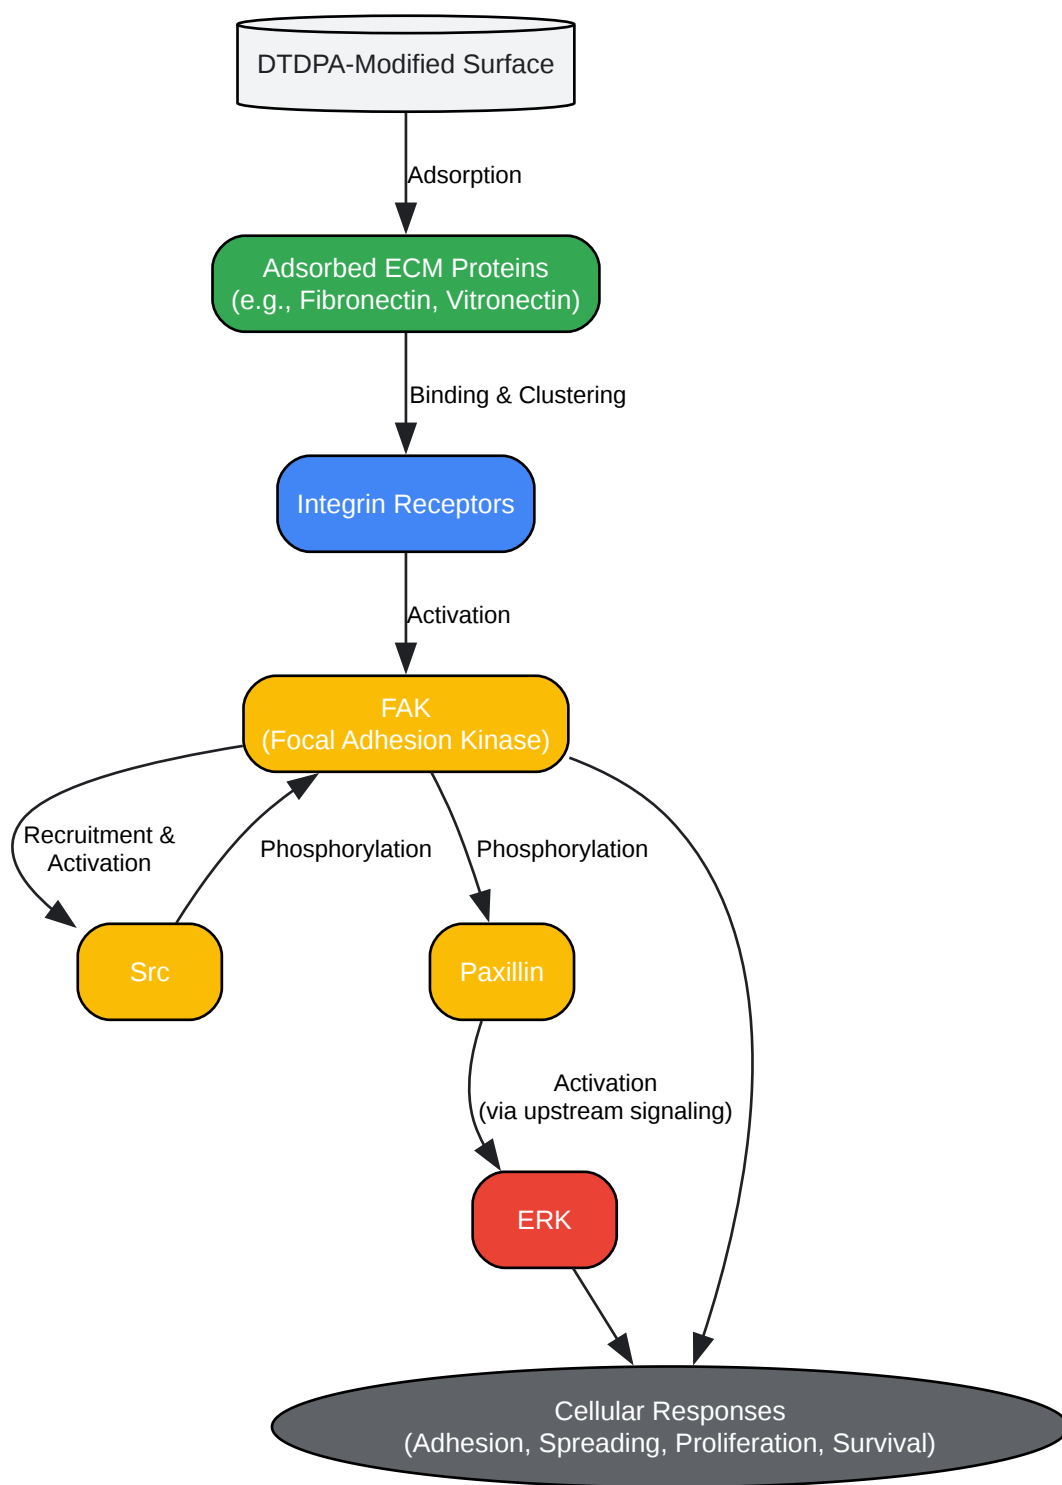 DTDPA-Modified Surface
Adsorption
Adsorbed ECM Proteins
(e.g., Fibronectin, Vitronectin)
Binding & Clustering
Integrin Receptors
Activation
FAK
(Focal Adhesion Kinase)
Recruitment &
Activation
Phosphorylation
Phosphorylation
Src
Paxillin
Activation
(via upstream signaling)
ERK
Cellular Responses
(Adhesion, Spreading, Proliferation, Survival)